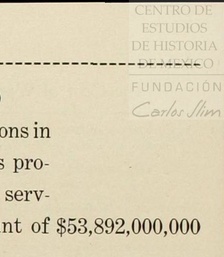 CENTRO DE
ESTUDIOS
DE HISTORIA
DE MEXICO
FUNDACIÓN
Carlos Slim
ons in
s pro-
serv-
nt of $53,892,000,000